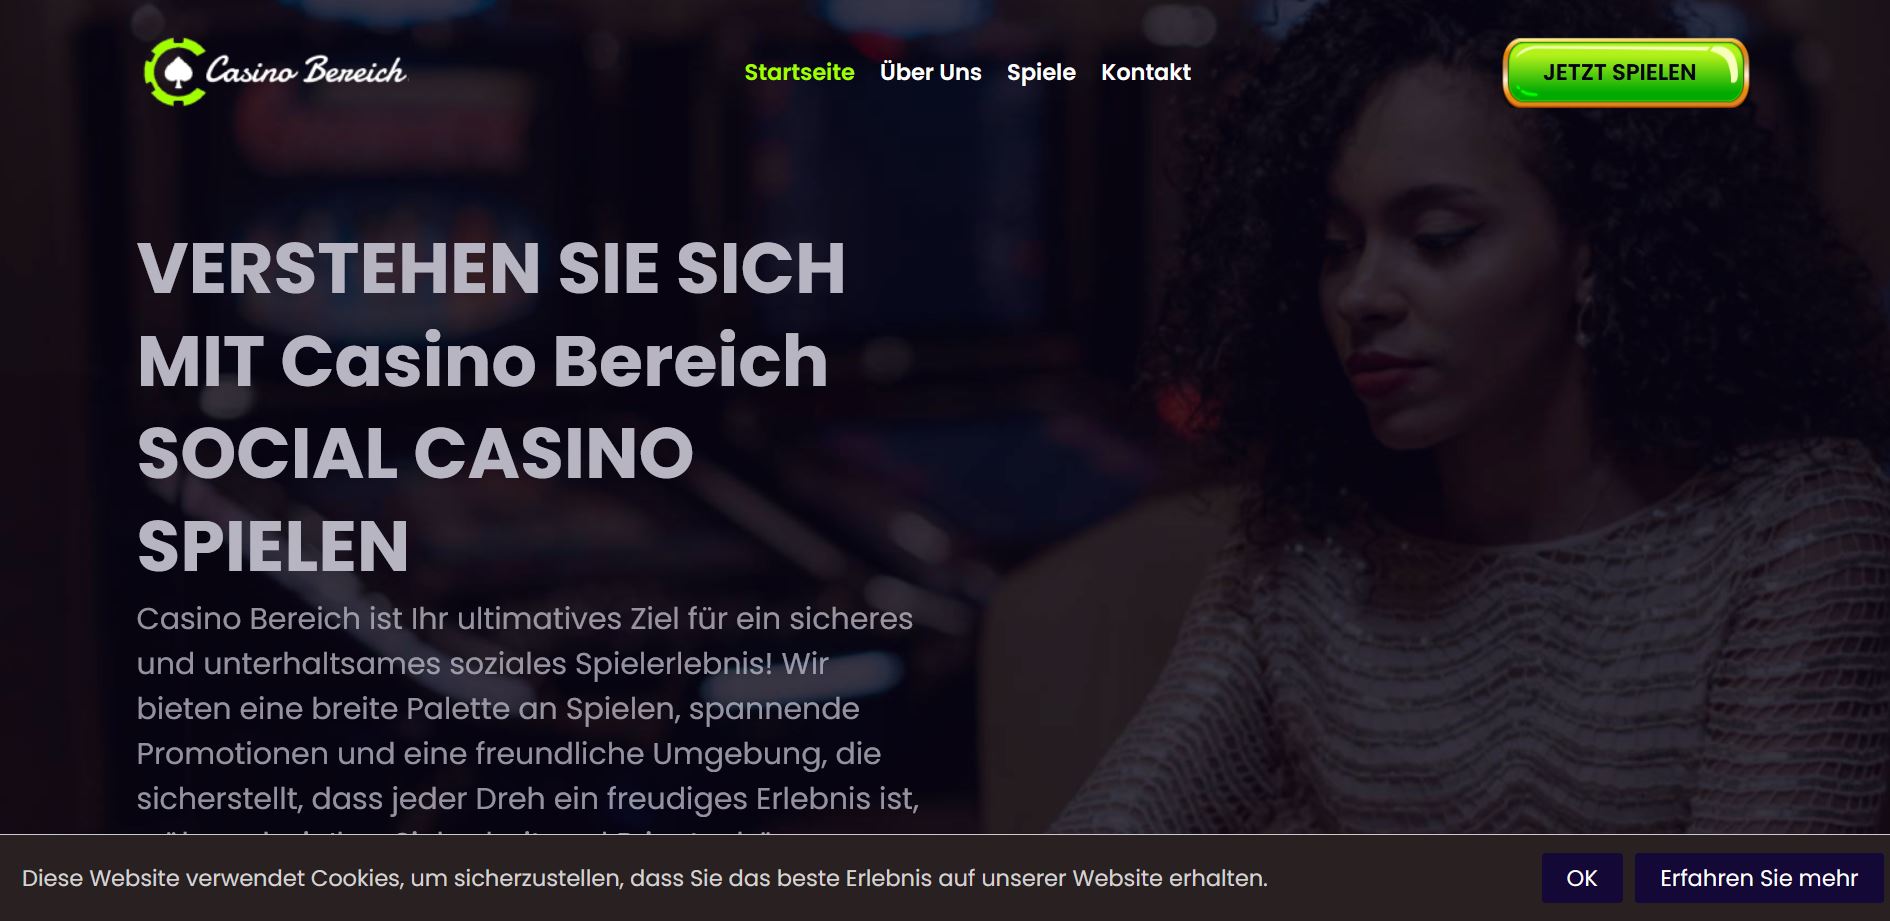 Casino Bereich
Startseite
Über Uns
Spiele
Kontakt
JETZT SPIELEN
VERSTEHEN SIE SICH
MIT Casino Bereich
SOCIAL CASINO
SPIELEN
Casino Bereich ist Ihr ultimatives Ziel für ein sicheres
und unterhaltsames soziales Spielerlebnis! Wir
bieten eine breite Palette an Spielen, spannende
Promotionen und eine freundliche Umgebung, die
sicherstellt, dass jeder Dreh ein freudiges Erlebnis ist,
Diese Website verwendet Cookies, um sicherzustellen, dass Sie das beste Erlebnis auf unserer Website erhalten.
OK
Erfahren Sie mehr